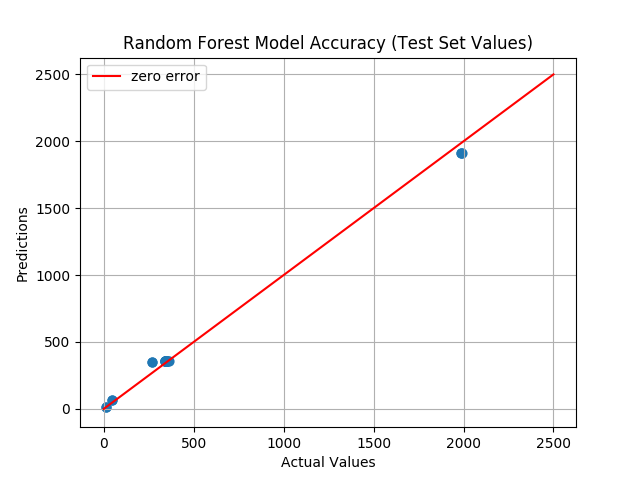 Random Forest Model Accuracy (Test Set Values)
zero error
2500
2000
1500
1000
500
0
Predictions
0 500 1000 1500 2000 2500
Actual Values